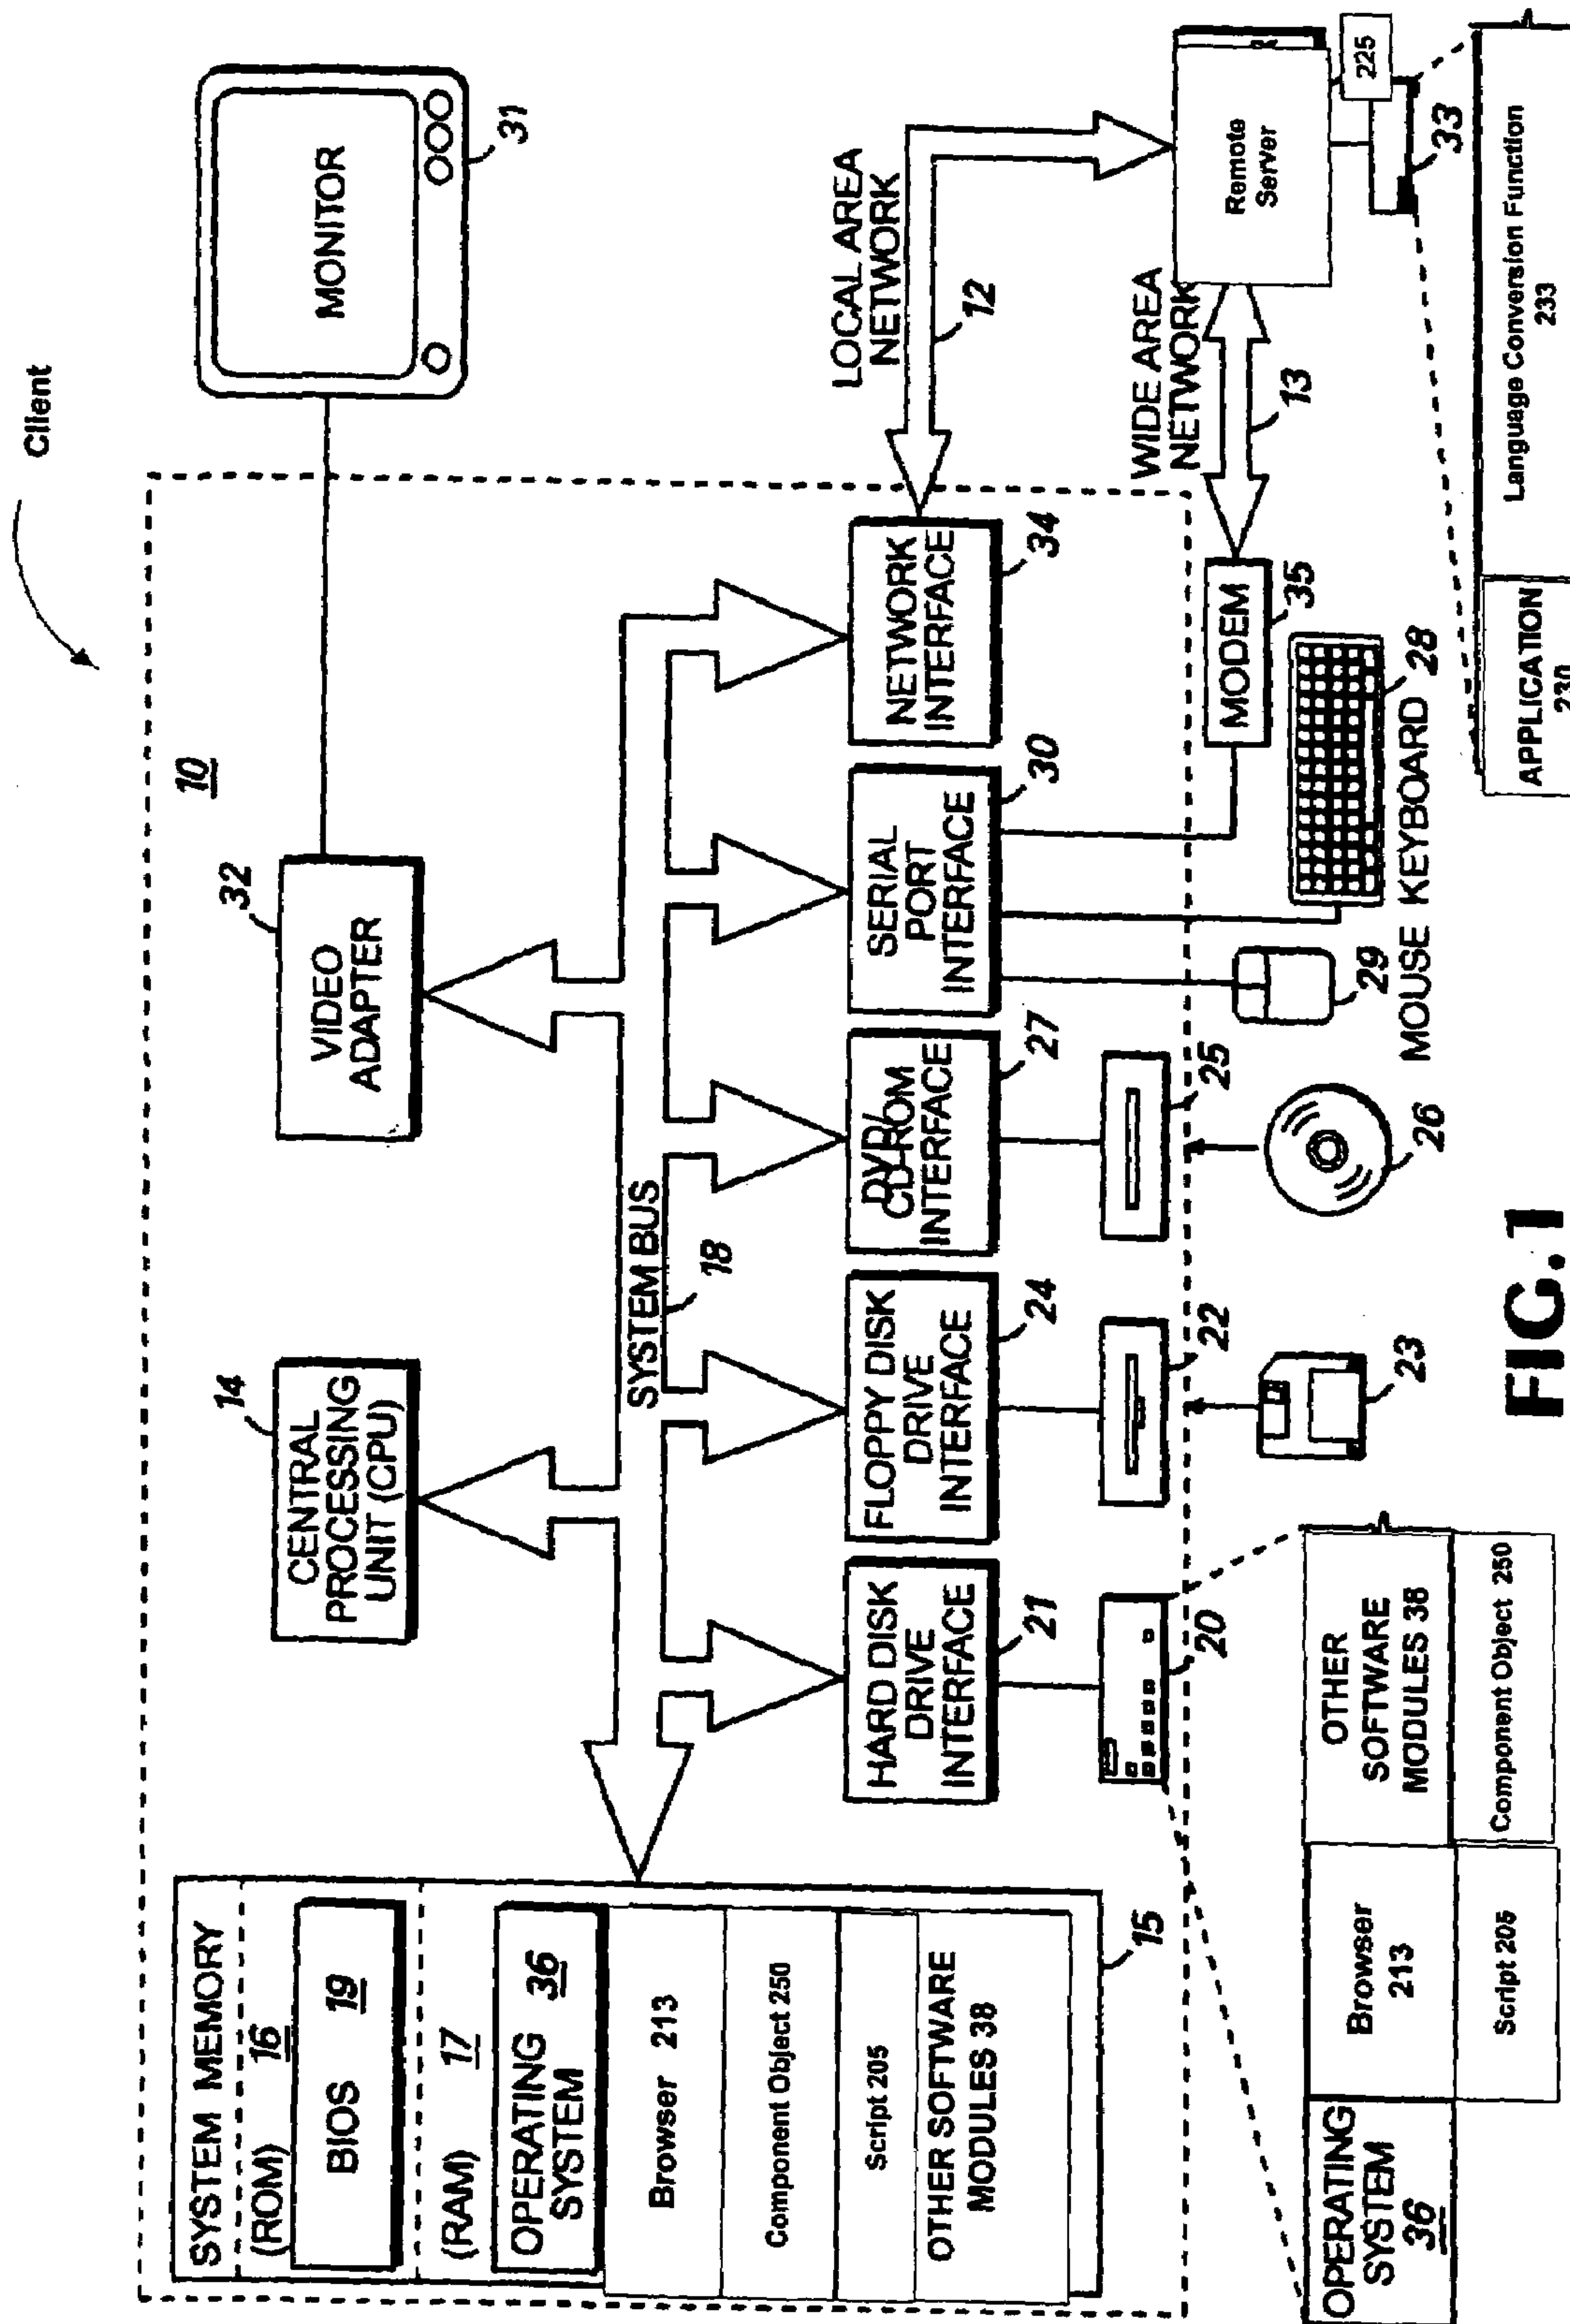 Client
10
SYSTEM MEMORY
(ROM) 16
BIOS 19
(RAM) 17
OPERATING
SYSTEM 36
Browser 213
Component Object 250
Script 205
OTHER SOFTWARE
MODULES 38
15
14
CENTRAL
PROCESSING
UNIT (CPU)
32
VIDEO
ADAPTER
MONITOR
31
SYSTEM BUS
18
HARD DISK
DRIVE
INTERFACE
21
FLOPPY DISK
DRIVE
INTERFACE
24
DVD/
CD-ROM
INTERFACE
27
SERIAL
PORT
INTERFACE
30
NETWORK
INTERFACE
34
LOCAL AREA
NETWORK
12
WIDE AREA
NETWORK
13
Remote
Server
225
33
20
22
25
23
26
29
MOUSE
KEYBOARD
28
MODEM
35
OPERATING
SYSTEM
36
Browser
213
OTHER
SOFTWARE
MODULES 38
Script 205
Component Object 250
APPLICATION
230
Language Conversion Function
233
FIG.1